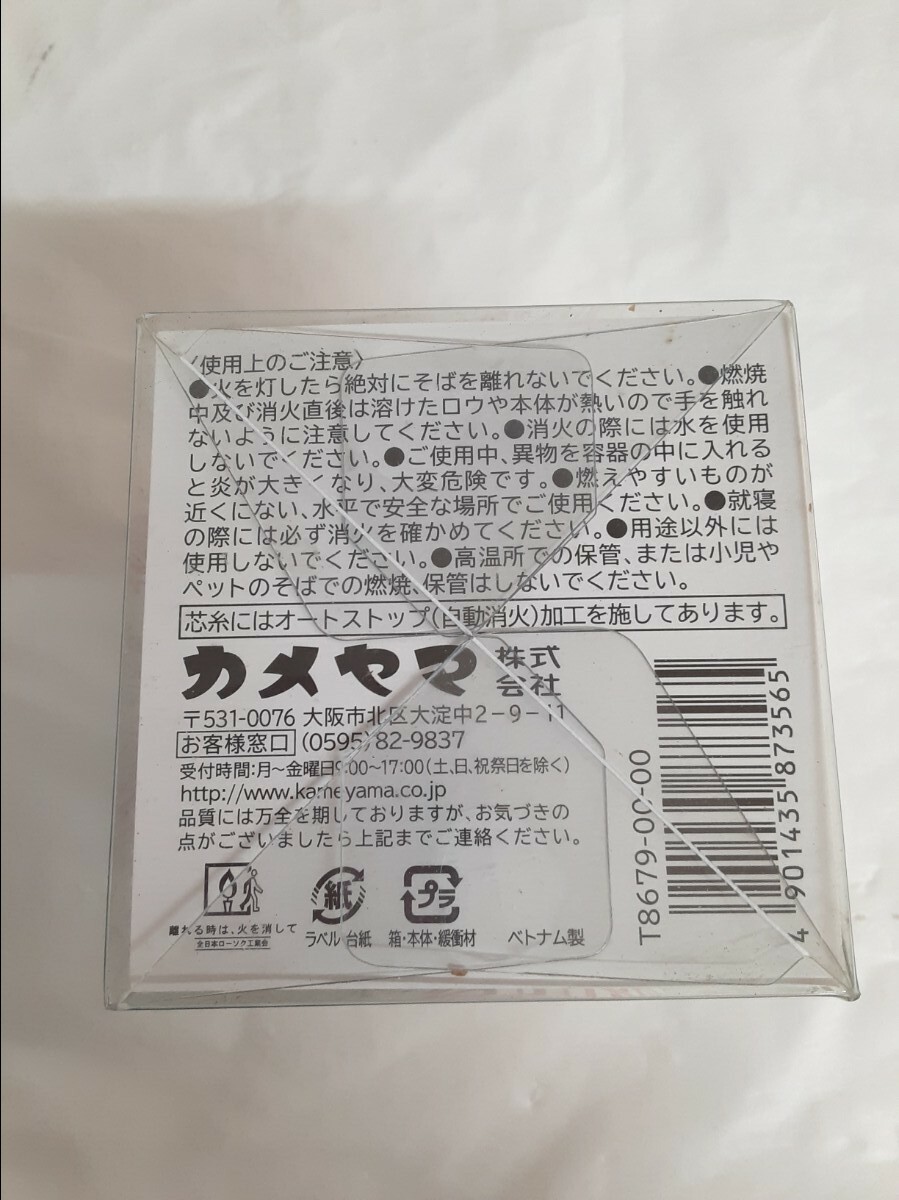 〈使用上のご注意〉
●火を灯したら絶対にそばを離れないでください。●燃焼
中及び消火直後は溶けたロウや本体が熱いので手を触れ
ないように注意してください。●消火の際には水を使用
しないでください。●ご使用中、異物を容器の中に入れる
と炎が大きくなり、大変危険です。●燃えやすいものが
近くにない、水平で安全な場所でご使用ください。●就寝
の際には必ず消火を確かめてください。●用途以外には
使用しないでください。●高温所での保管、または小児や
ペットのそばでの燃焼、保管はしないでください。
芯糸にはオートストップ(自動消火)加工を施してあります。
カメヤマ 株式会社
〒531-0076 大阪市北区大淀中2-9-11
お客様窓口 (0595)82-9837
受付時間:月～金曜日9:00～17:00(土、日、祝祭日を除く)
http://www.kameyama.co.jp
品質には万全を期しておりますが、お気づきの
点がございましたら上記までご連絡ください。
離れる時は、火を消して
全日本ローソク工業会
紙
ラベル・台紙
プラ
箱・本体・緩衝材
ベトナム製
T8679-00-00
4 901435 873565